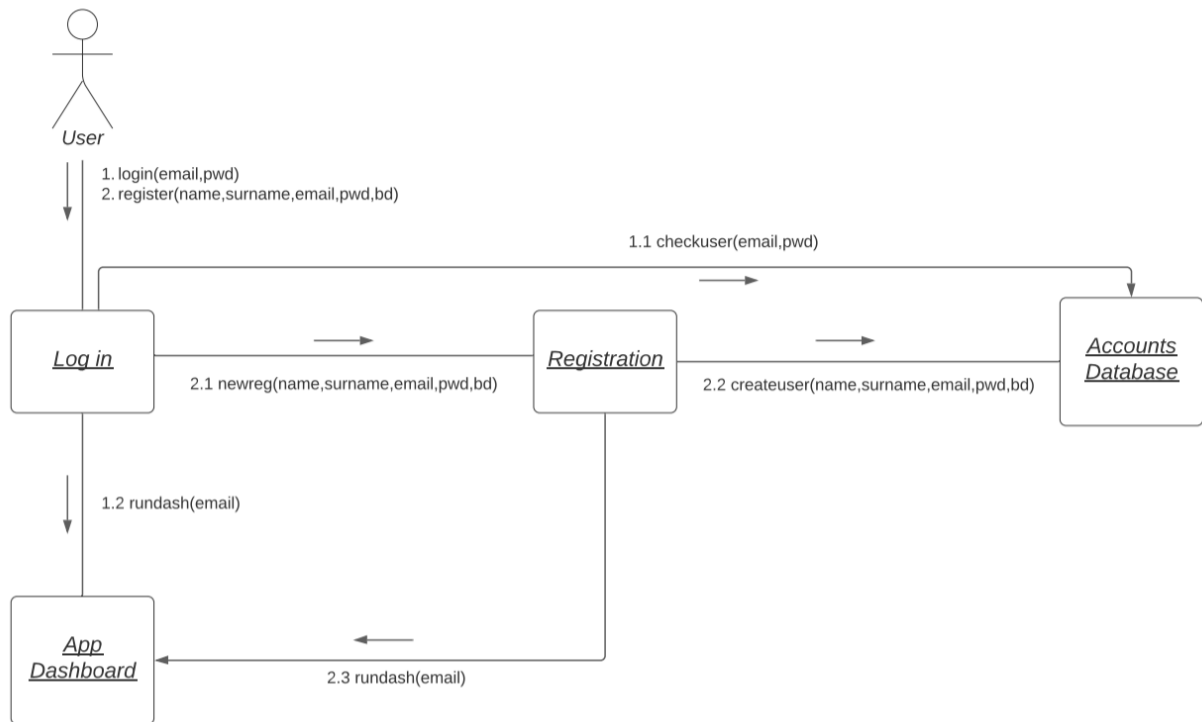 User
1. login(email,pwd)
2. register(name,surname,email,pwd,bd)
1.1 checkuser(email,pwd)
Log in
2.1 newreg(name,surname,email,pwd,bd)
Registration
2.2 createuser(name,surname,email,pwd,bd)
Accounts
Database
1.2 rundash(email)
App
Dashboard
2.3 rundash(email)